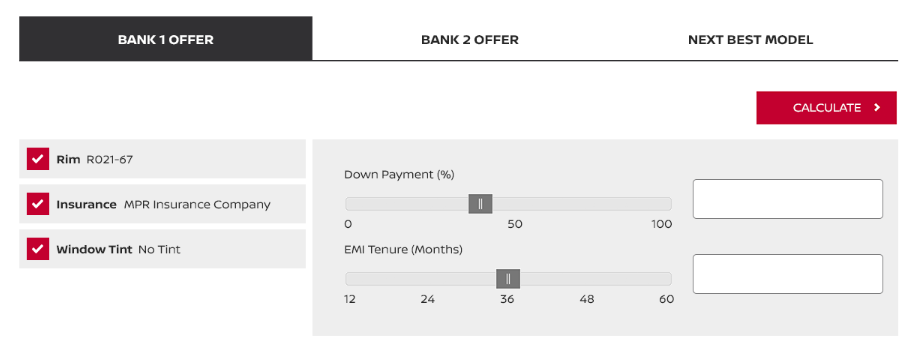 BANK 1 OFFER BANK 2 OFFER NEXT BEST MODEL
CALCULATE
Rim R021-67
Insurance MPR Insurance Company
Window Tint No Tint
Down Payment (%)
0 50 100
EMI Tenure (Months)
12 24 36 48 60